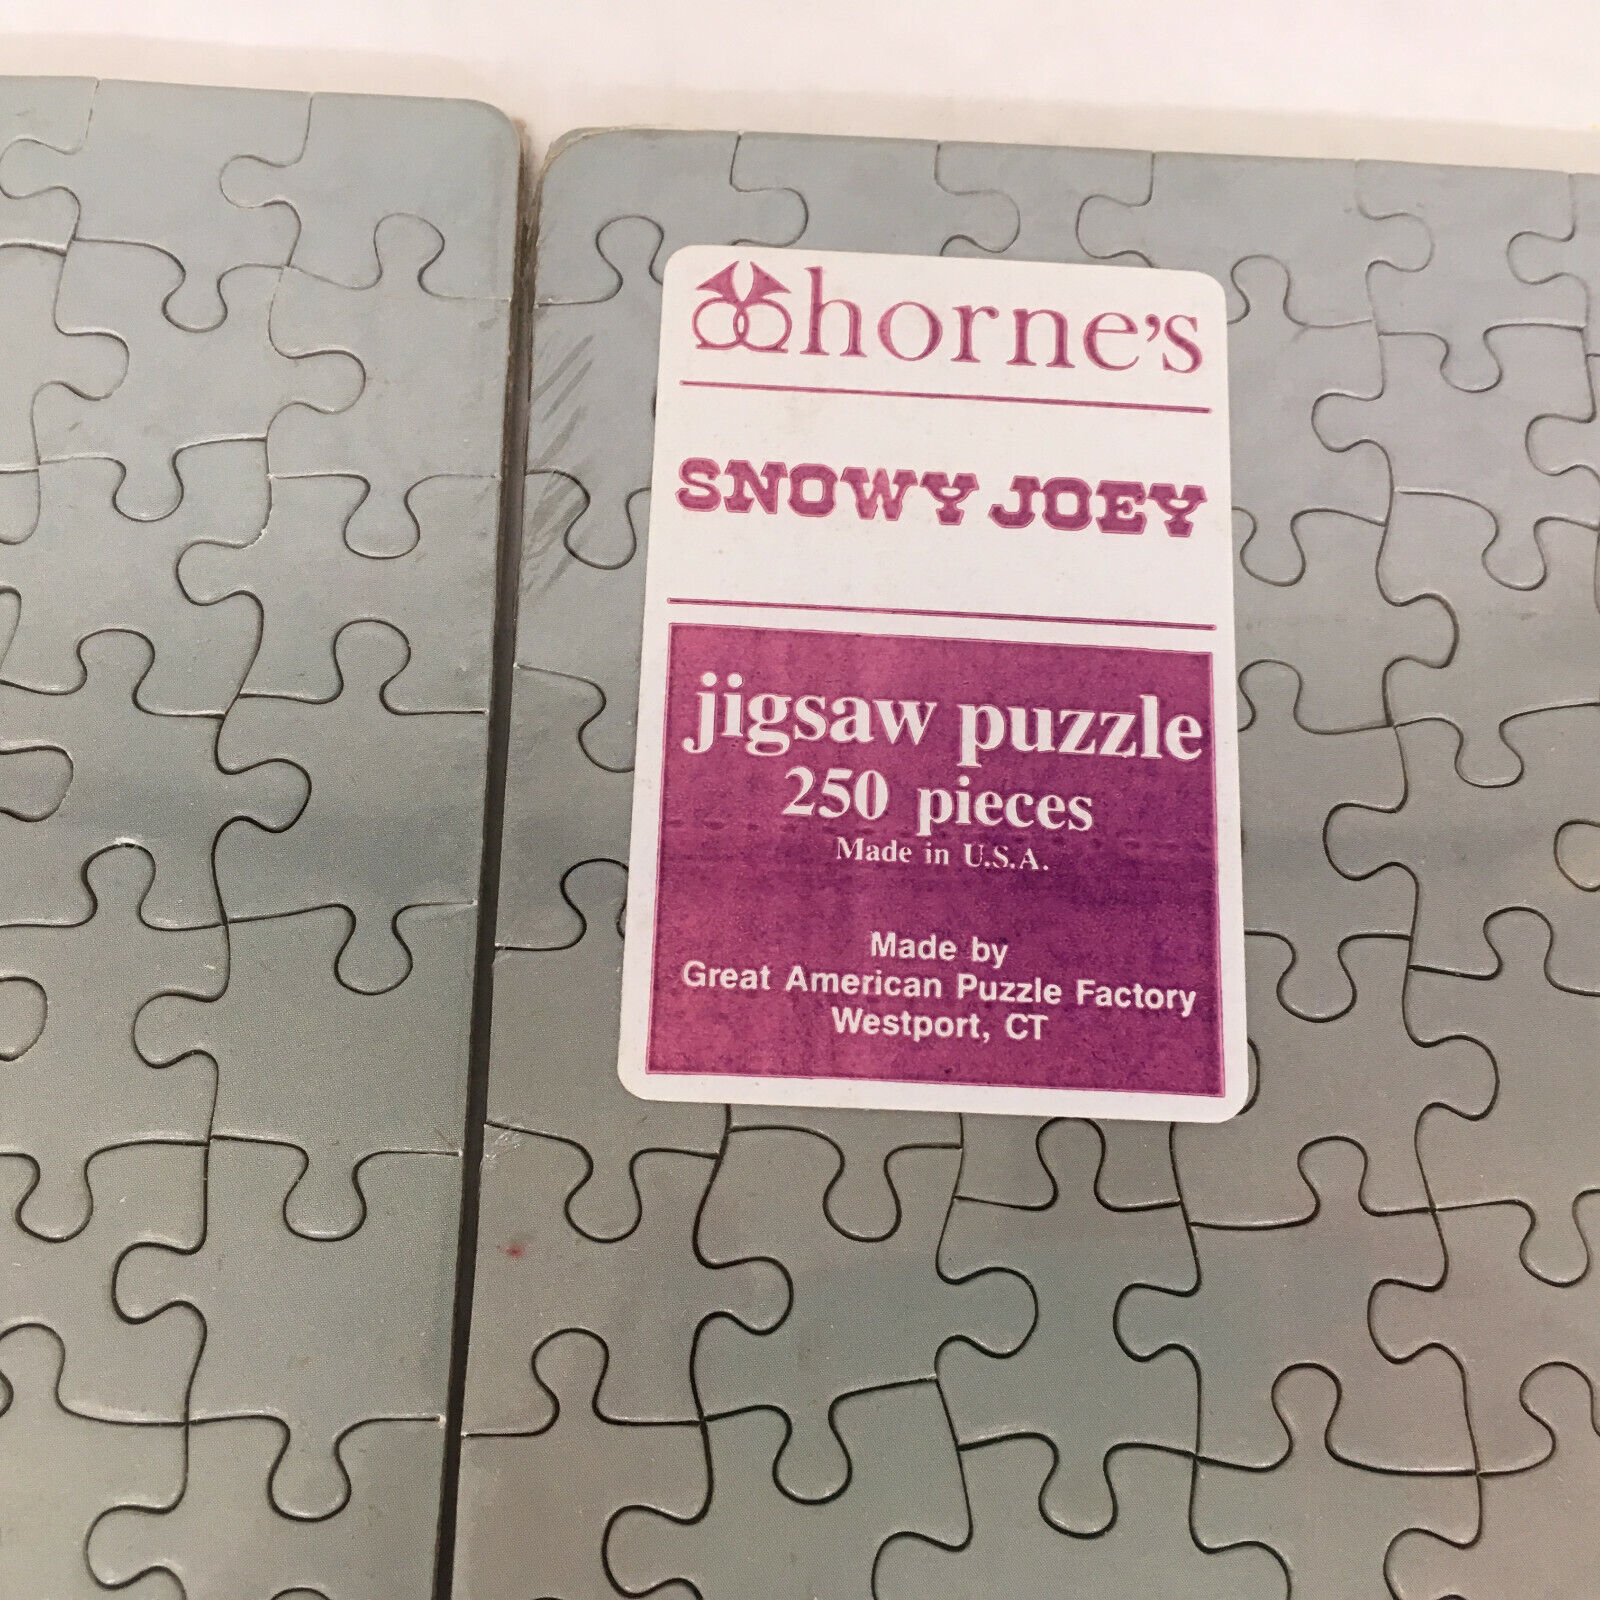 horne's
SNOWY JOEY
jigsaw puzzle
250 pieces
Made in U.S.A.
Made by
Great American Puzzle Factory
Westport, CT